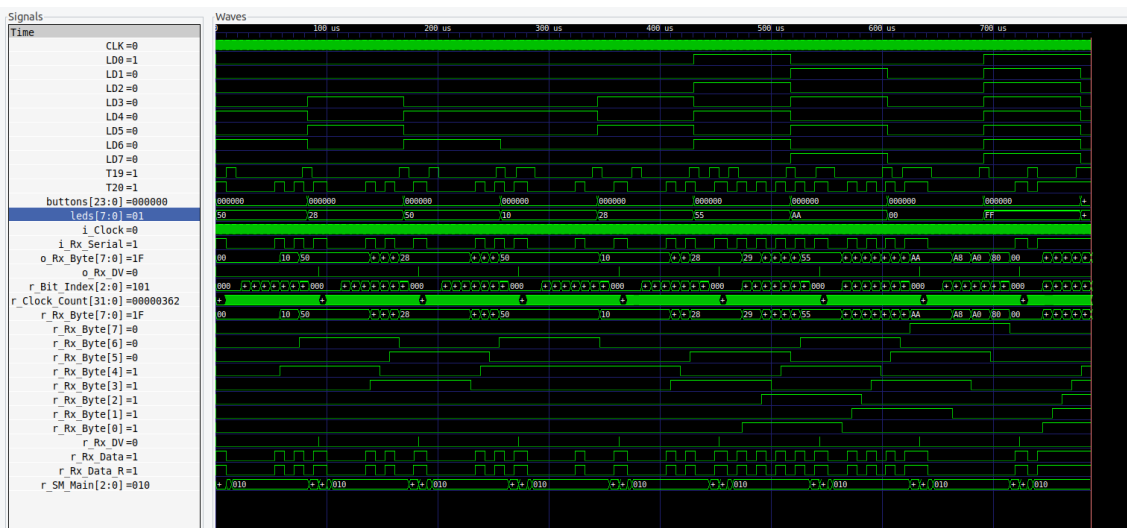 Signals
Waves
Time
0 100 us 200 us 300 us 400 us 500 us 600 us 700 us
CLK =0
LD0 =1
LD1 =0
LD2 =0
LD3 =0
LD4 =0
LD5 =0
LD6 =0
LD7 =0
T19 =1
T20 =1
buttons[23:0] =000000 000000 000000 000000 000000 000000 000000 000000 000000 000000 +
leds[7:0] =01 50 28 50 10 28 55 AA 00 FF +
i_Clock =0
i_Rx_Serial =1
o_Rx_Byte[7:0] =1F 00 10 50 + + 28 + + + 50 10 + + 28 29 + + + + 55 + + + + + + AA A8 A0 80 00 + + + + +
o_Rx_DV =0
r_Bit_Index[2:0] =101 000 + + + + + + + 000 + + + + + + + 000 + + + + + + + 000 + + + + + + + 000 + + + + + + + 000 + + + + + + + 000 + + + + + + + 000 + + + + + + + 000 + + + + +
r_Clock_Count[31:0] =00000362 + + + + + + + + +
r_Rx_Byte[7:0] =1F 00 10 50 + + 28 + + + 50 10 + + 28 29 + + + + 55 + + + + + + AA A8 A0 80 00 + + + + +
r_Rx_Byte[7] =0
r_Rx_Byte[6] =0
r_Rx_Byte[5] =0
r_Rx_Byte[4] =1
r_Rx_Byte[3] =1
r_Rx_Byte[2] =1
r_Rx_Byte[1] =1
r_Rx_Byte[0] =1
r_Rx_DV =0
r_Rx_Data =1
r_Rx_Data_R =1
r_SM_Main[2:0] =010 + 010 + + 010 + + 010 + + 010 + + 010 + + 010 + + 010 + + 010 + + 010